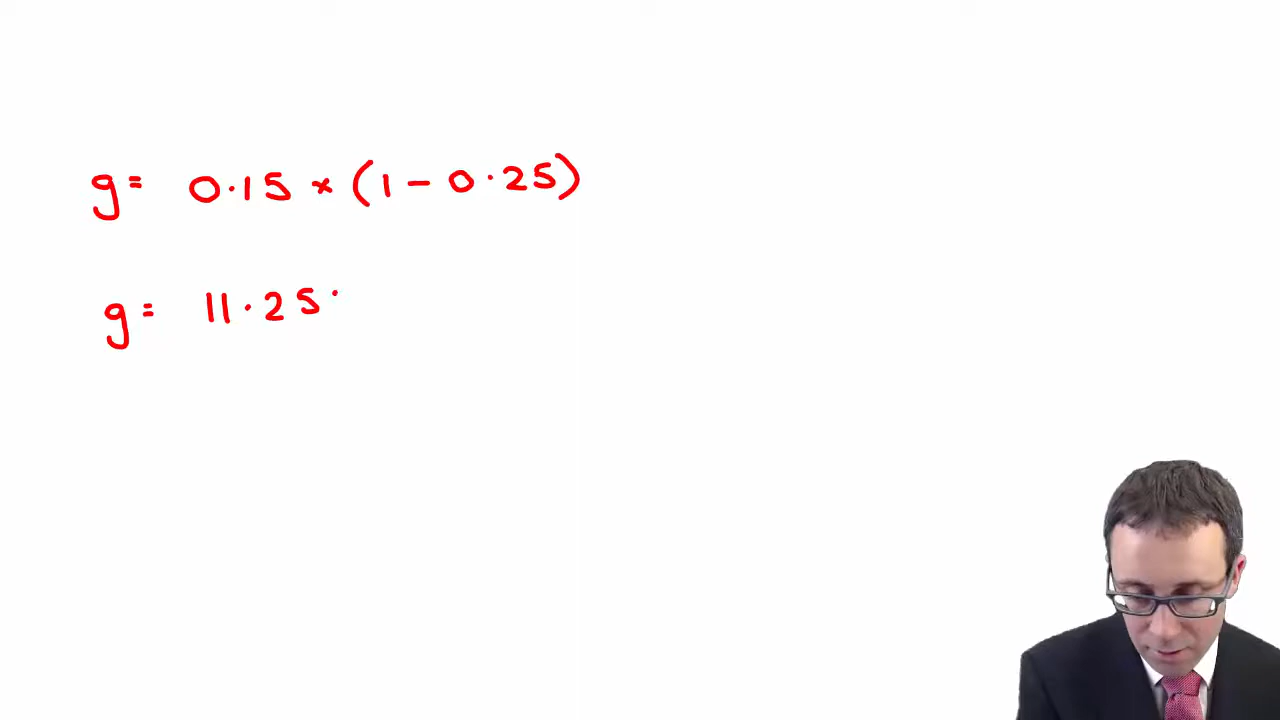 g= 0·15 × (1 - 0·25)
g= 11·25·